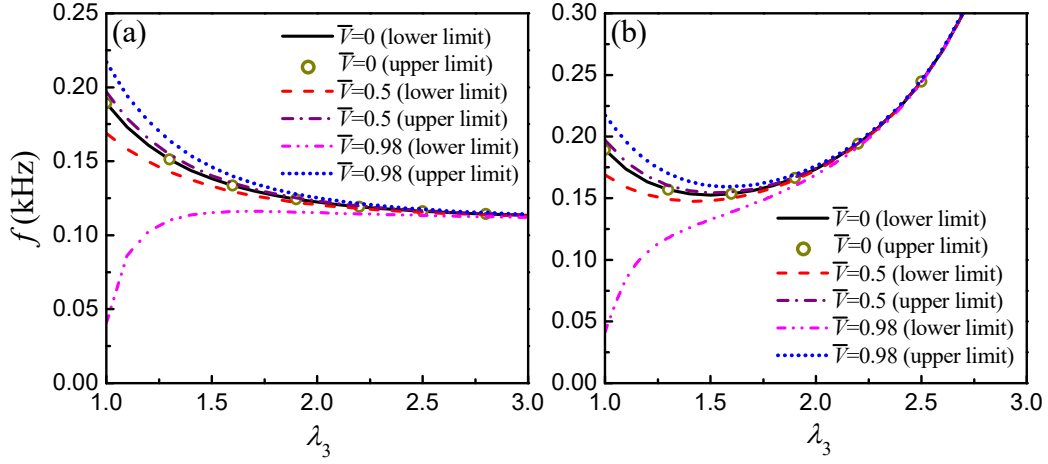 (a)
V̅=0 (lower limit)
V̅=0 (upper limit)
V̅=0.5 (lower limit)
V̅=0.5 (upper limit)
V̅=0.98 (lower limit)
V̅=0.98 (upper limit)
f (kHz)
0.25
0.20
0.15
0.10
0.05
0.00
1.0 1.5 2.0 2.5 3.0
λ₃
(b)
V̅=0 (lower limit)
V̅=0 (upper limit)
V̅=0.5 (lower limit)
V̅=0.5 (upper limit)
V̅=0.98 (lower limit)
V̅=0.98 (upper limit)
0.30
0.25
0.20
0.15
0.10
0.05
0.00
1.0 1.5 2.0 2.5 3.0
λ₃